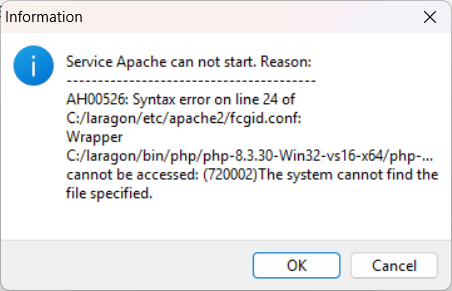 Information
Service Apache can not start. Reason:
----------------------------------------
AH00526: Syntax error on line 24 of
C:/laragon/etc/apache2/fcgid.conf:
Wrapper
C:/laragon/bin/php/php-8.3.30-Win32-vs16-x64/php-...
cannot be accessed: (720002)The system cannot find the
file specified.
OK
Cancel